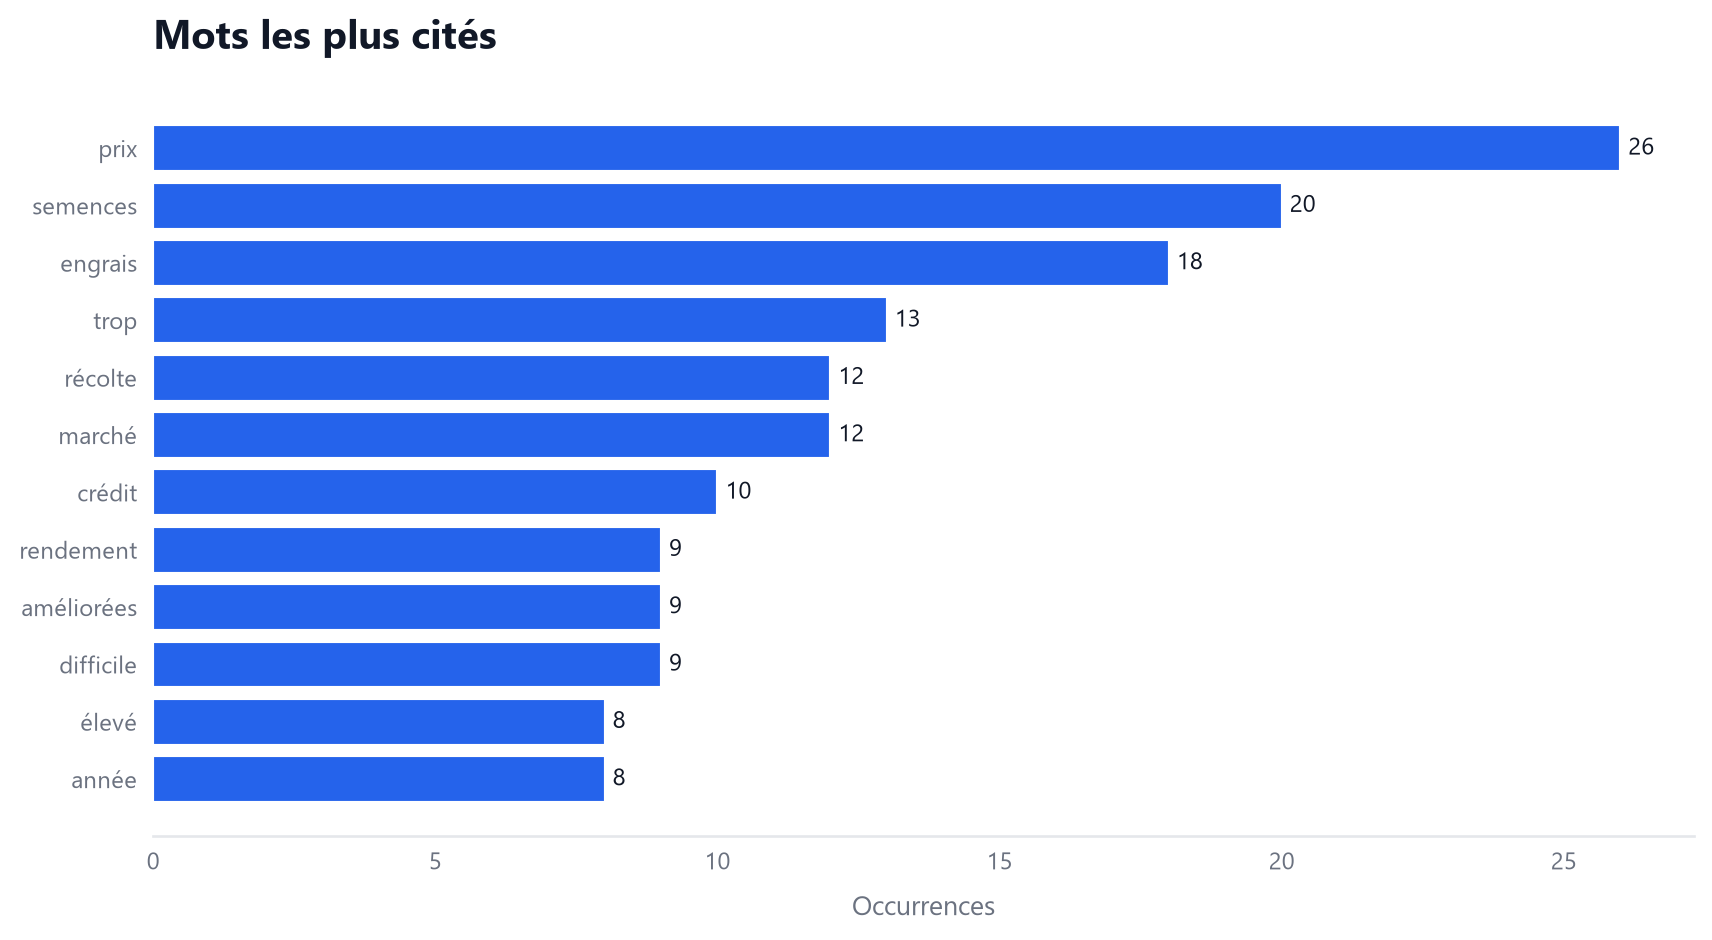 Mots les plus cités
prix 26
semences 20
engrais 18
trop 13
récolte 12
marché 12
crédit 10
rendement 9
améliorées 9
difficile 9
élevé 8
année 8
0 5 10 15 20 25
Occurrences